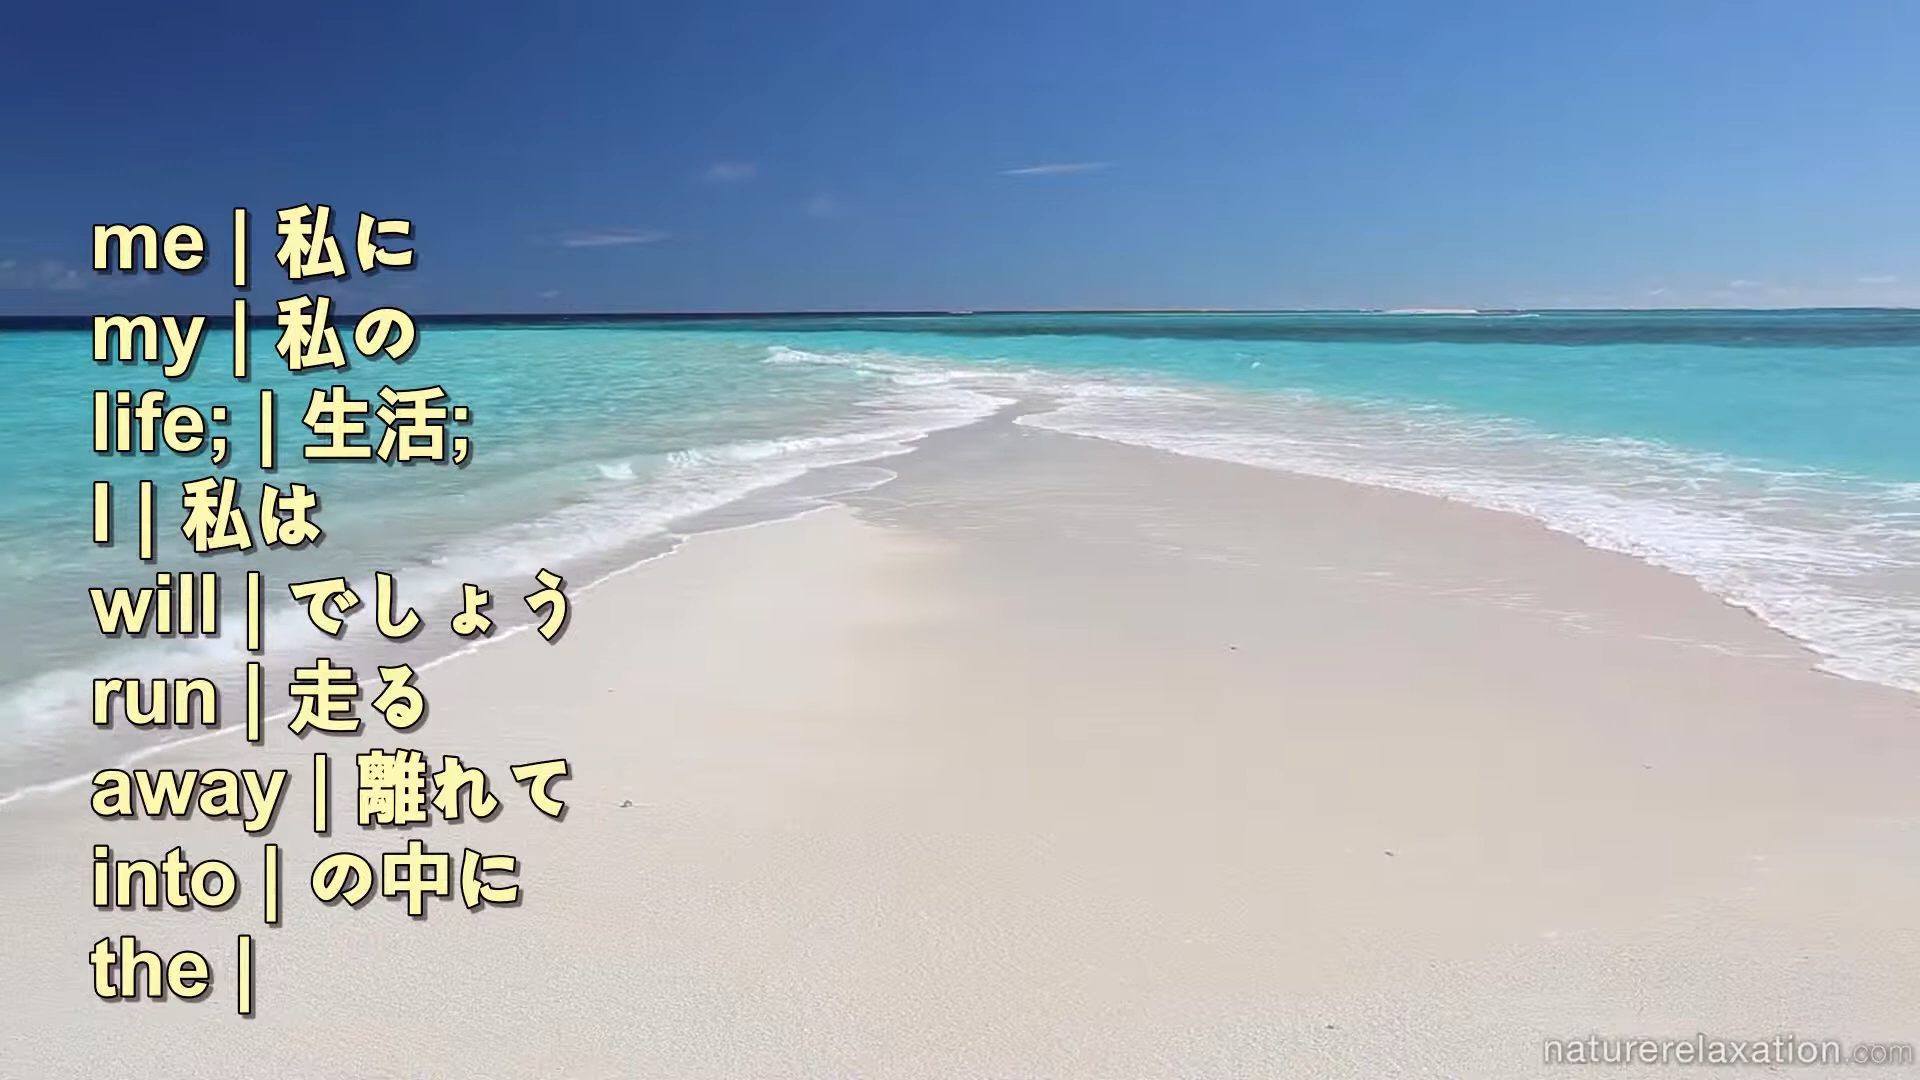 me | 私に
my | 私の
life; | 生活;
I | 私は
will | でしょう
run | 走る
away | 離れて
into | の中に
the |
naturerelaxation.com